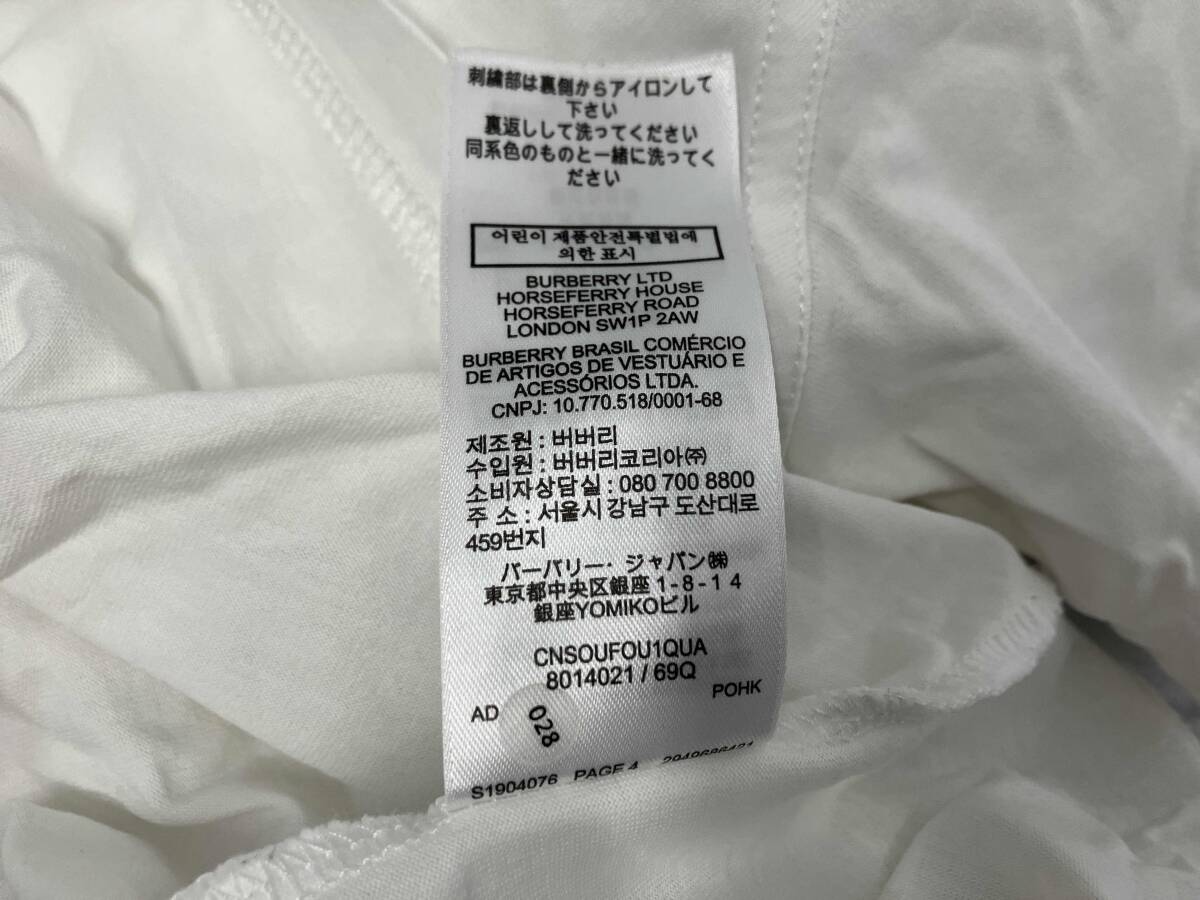 刺繍部は裏側からアイロンして
下さい
裏返しして洗ってください
同系色のものと一緒に洗ってく
ださい
어린이 제품안전특별법에
의한 표시
BURBERRY LTD
HORSEFERRY HOUSE
HORSEFERRY ROAD
LONDON SW1P 2AW
BURBERRY BRASIL COMÉRCIO
DE ARTIGOS DE VESTUÁRIO E
ACESSÓRIOS LTDA.
CNPJ: 10.770.518/0001-68
제조원 : 버버리
수입원 : 버버리코리아㈜
소비자상담실 : 080 700 8800
주 소 : 서울시 강남구 도산대로
459번지
バーバリー・ジャパン㈱
東京都中央区銀座 1-8-1 4
銀座YOMIKOビル
CNSOUFOU1QUA
8014021 / 69Q
POHK
AD
028
S1904076 PAGE 4